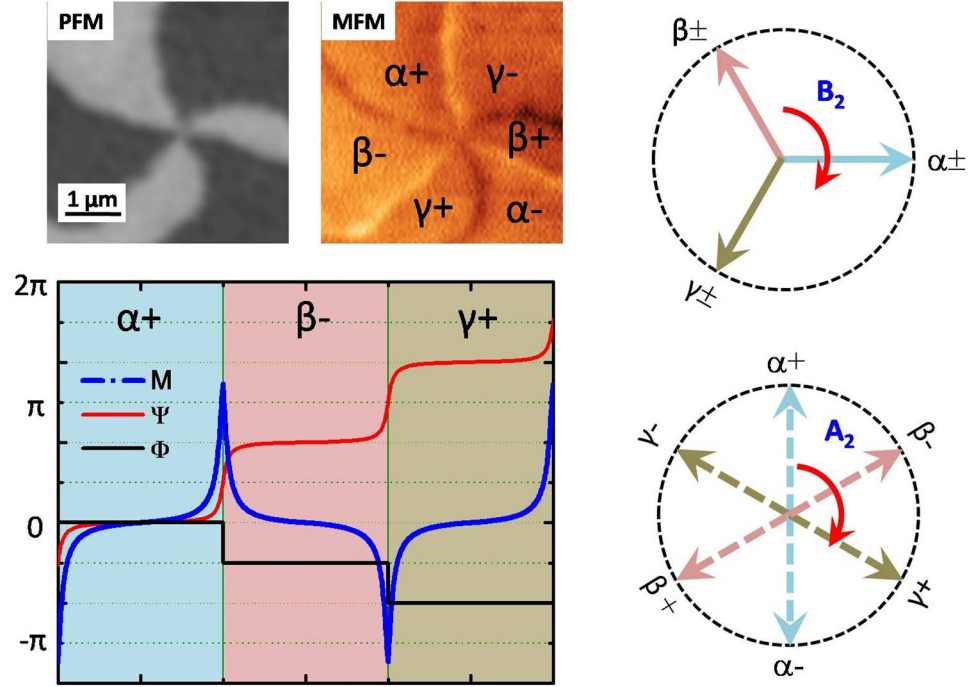 PFM
1 μm
MFM
α+
γ-
β+
β-
γ+
α-
β±
B₂
α±
γ±
2π
π
0
-π
α+
β-
γ+
M
Ψ
Φ
α+
γ-
A₂
β-
β+
γ+
α-